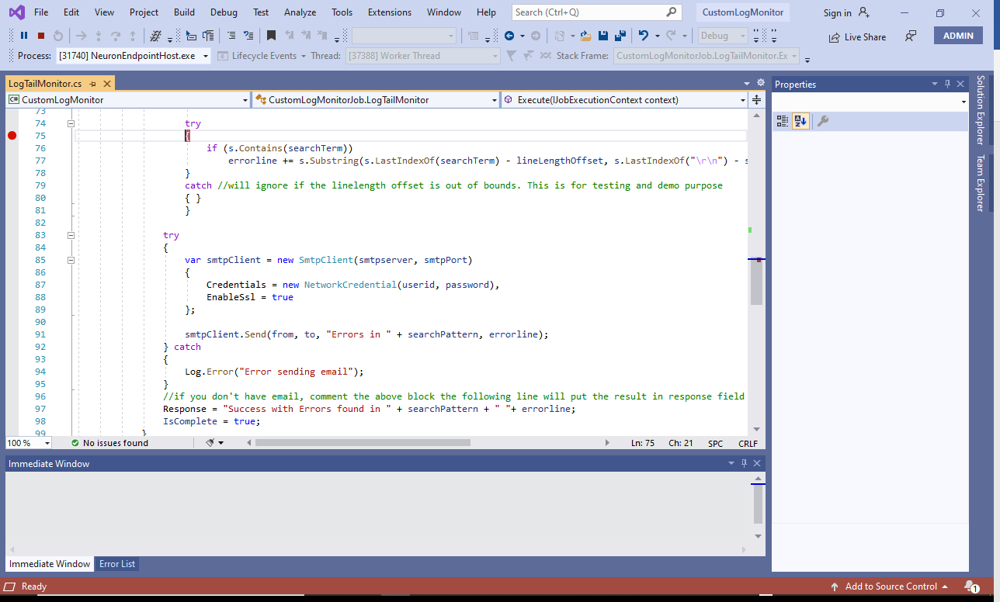 File Edit View Project Build Debug Test Analyze Tools Extensions Window Help Search (Ctrl+Q) CustomLogMonitor Sign in
Debug Live Share ADMIN
Process: [31740] NeuronEndpointHost.exe Lifecycle Events Thread: [37388] Worker Thread Stack Frame: CustomLogMonitorJob.LogTailMonitor.Ex
LogTailMonitor.cs
C# CustomLogMonitor CustomLogMonitorJob.LogTailMonitor Execute(IJobExecutionContext context)
73
74 try
75 {
76 if (s.Contains(searchTerm))
77 errorline += s.Substring(s.LastIndexOf(searchTerm) - lineLengthOffset, s.LastIndexOf("\r\n") - s
78 }
79 catch //will ignore if the linelength offset is out of bounds. This is for testing and demo purpose
80 { }
81 }
82
83 try
84 {
85 var smtpClient = new SmtpClient(smtpserver, smtpPort)
86 {
87 Credentials = new NetworkCredential(userid, password),
88 EnableSsl = true
89 };
90
91 smtpClient.Send(from, to, "Errors in " + searchPattern, errorline);
92 } catch
93 {
94 Log.Error("Error sending email");
95 }
96 //if you don't have email, comment the above block the following line will put the result in response field
97 Response = "Success with Errors found in " + searchPattern + " "+ errorline;
98 IsComplete = true;
99 }
100 % No issues found Ln: 75 Ch: 21 SPC CRLF
Immediate Window
Immediate Window Error List
Properties
Solution Explorer
Team Explorer
Ready Add to Source Control 1